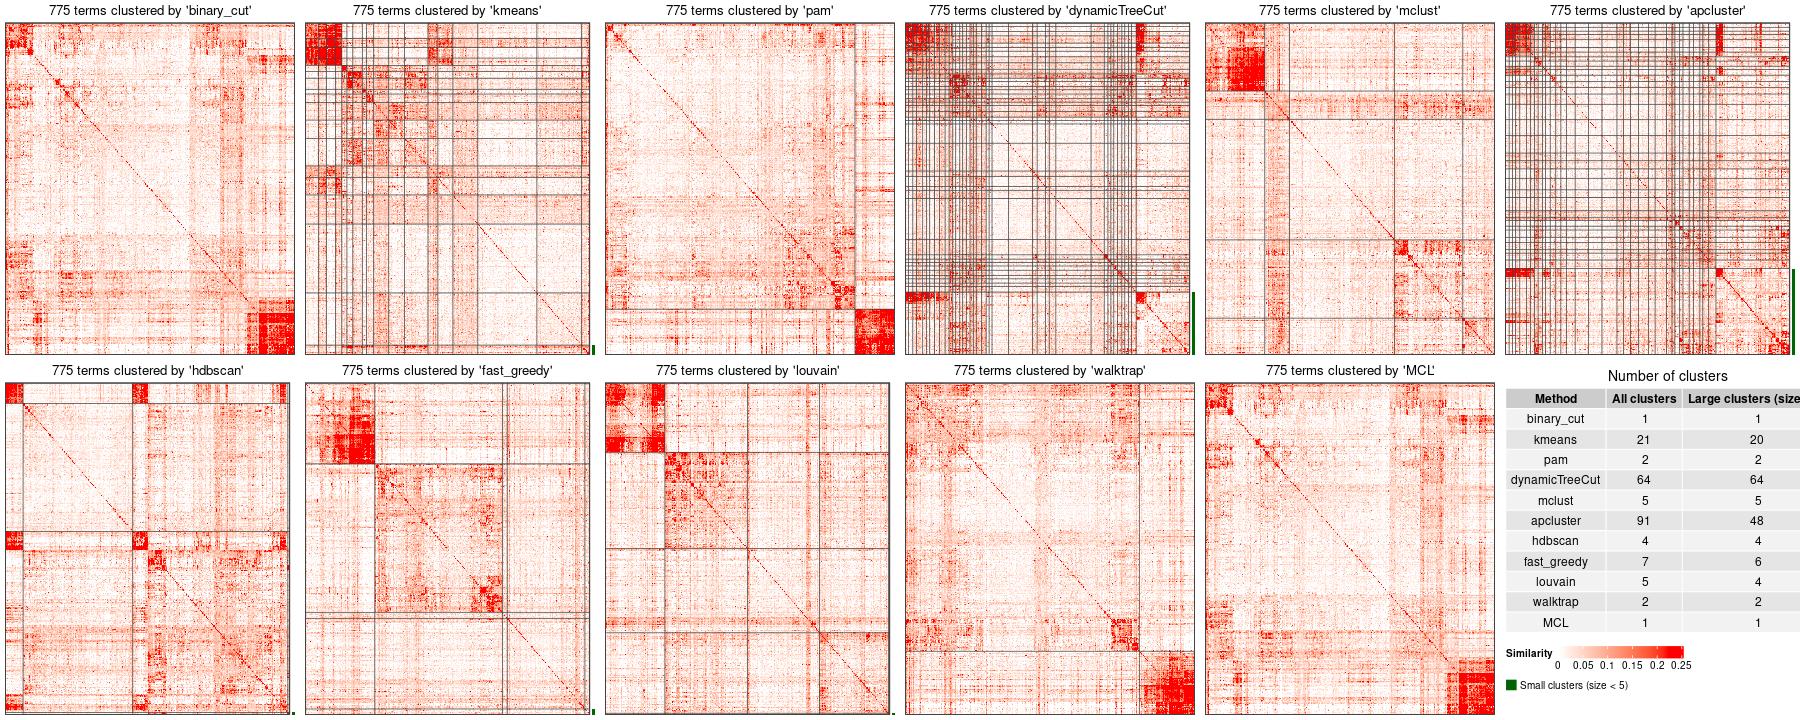 775 terms clustered by 'binary_cut'
775 terms clustered by 'kmeans'
775 terms clustered by 'pam'
775 terms clustered by 'dynamicTreeCut'
775 terms clustered by 'mclust'
775 terms clustered by 'apcluster'
775 terms clustered by 'hdbscan'
775 terms clustered by 'fast_greedy'
775 terms clustered by 'louvain'
775 terms clustered by 'walktrap'
775 terms clustered by 'MCL'
Number of clusters
Method All clusters Large clusters (size
binary_cut 1 1
kmeans 21 20
pam 2 2
dynamicTreeCut 64 64
mclust 5 5
apcluster 91 48
hdbscan 4 4
fast_greedy 7 6
louvain 5 4
walktrap 2 2
MCL 1 1
Similarity
0 0.05 0.1 0.15 0.2 0.25
Small clusters (size < 5)